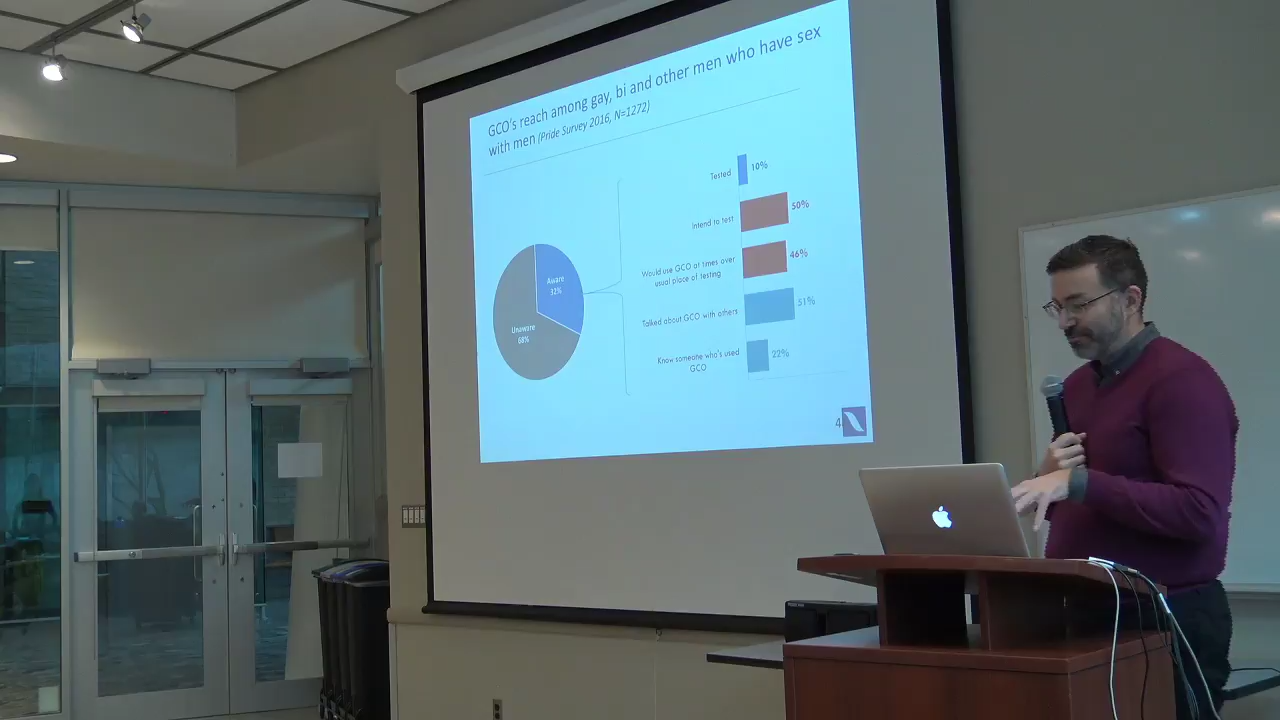 GCO's reach among gay, bi and other men who have sex
with men (Pride Survey 2016, N=1272)
Aware
32%
Unaware
68%
Tested
10%
Intend to test
50%
Would use GCO at times over
usual place of testing
46%
Talked about GCO with others
51%
Know someone who's used
GCO
22%
4